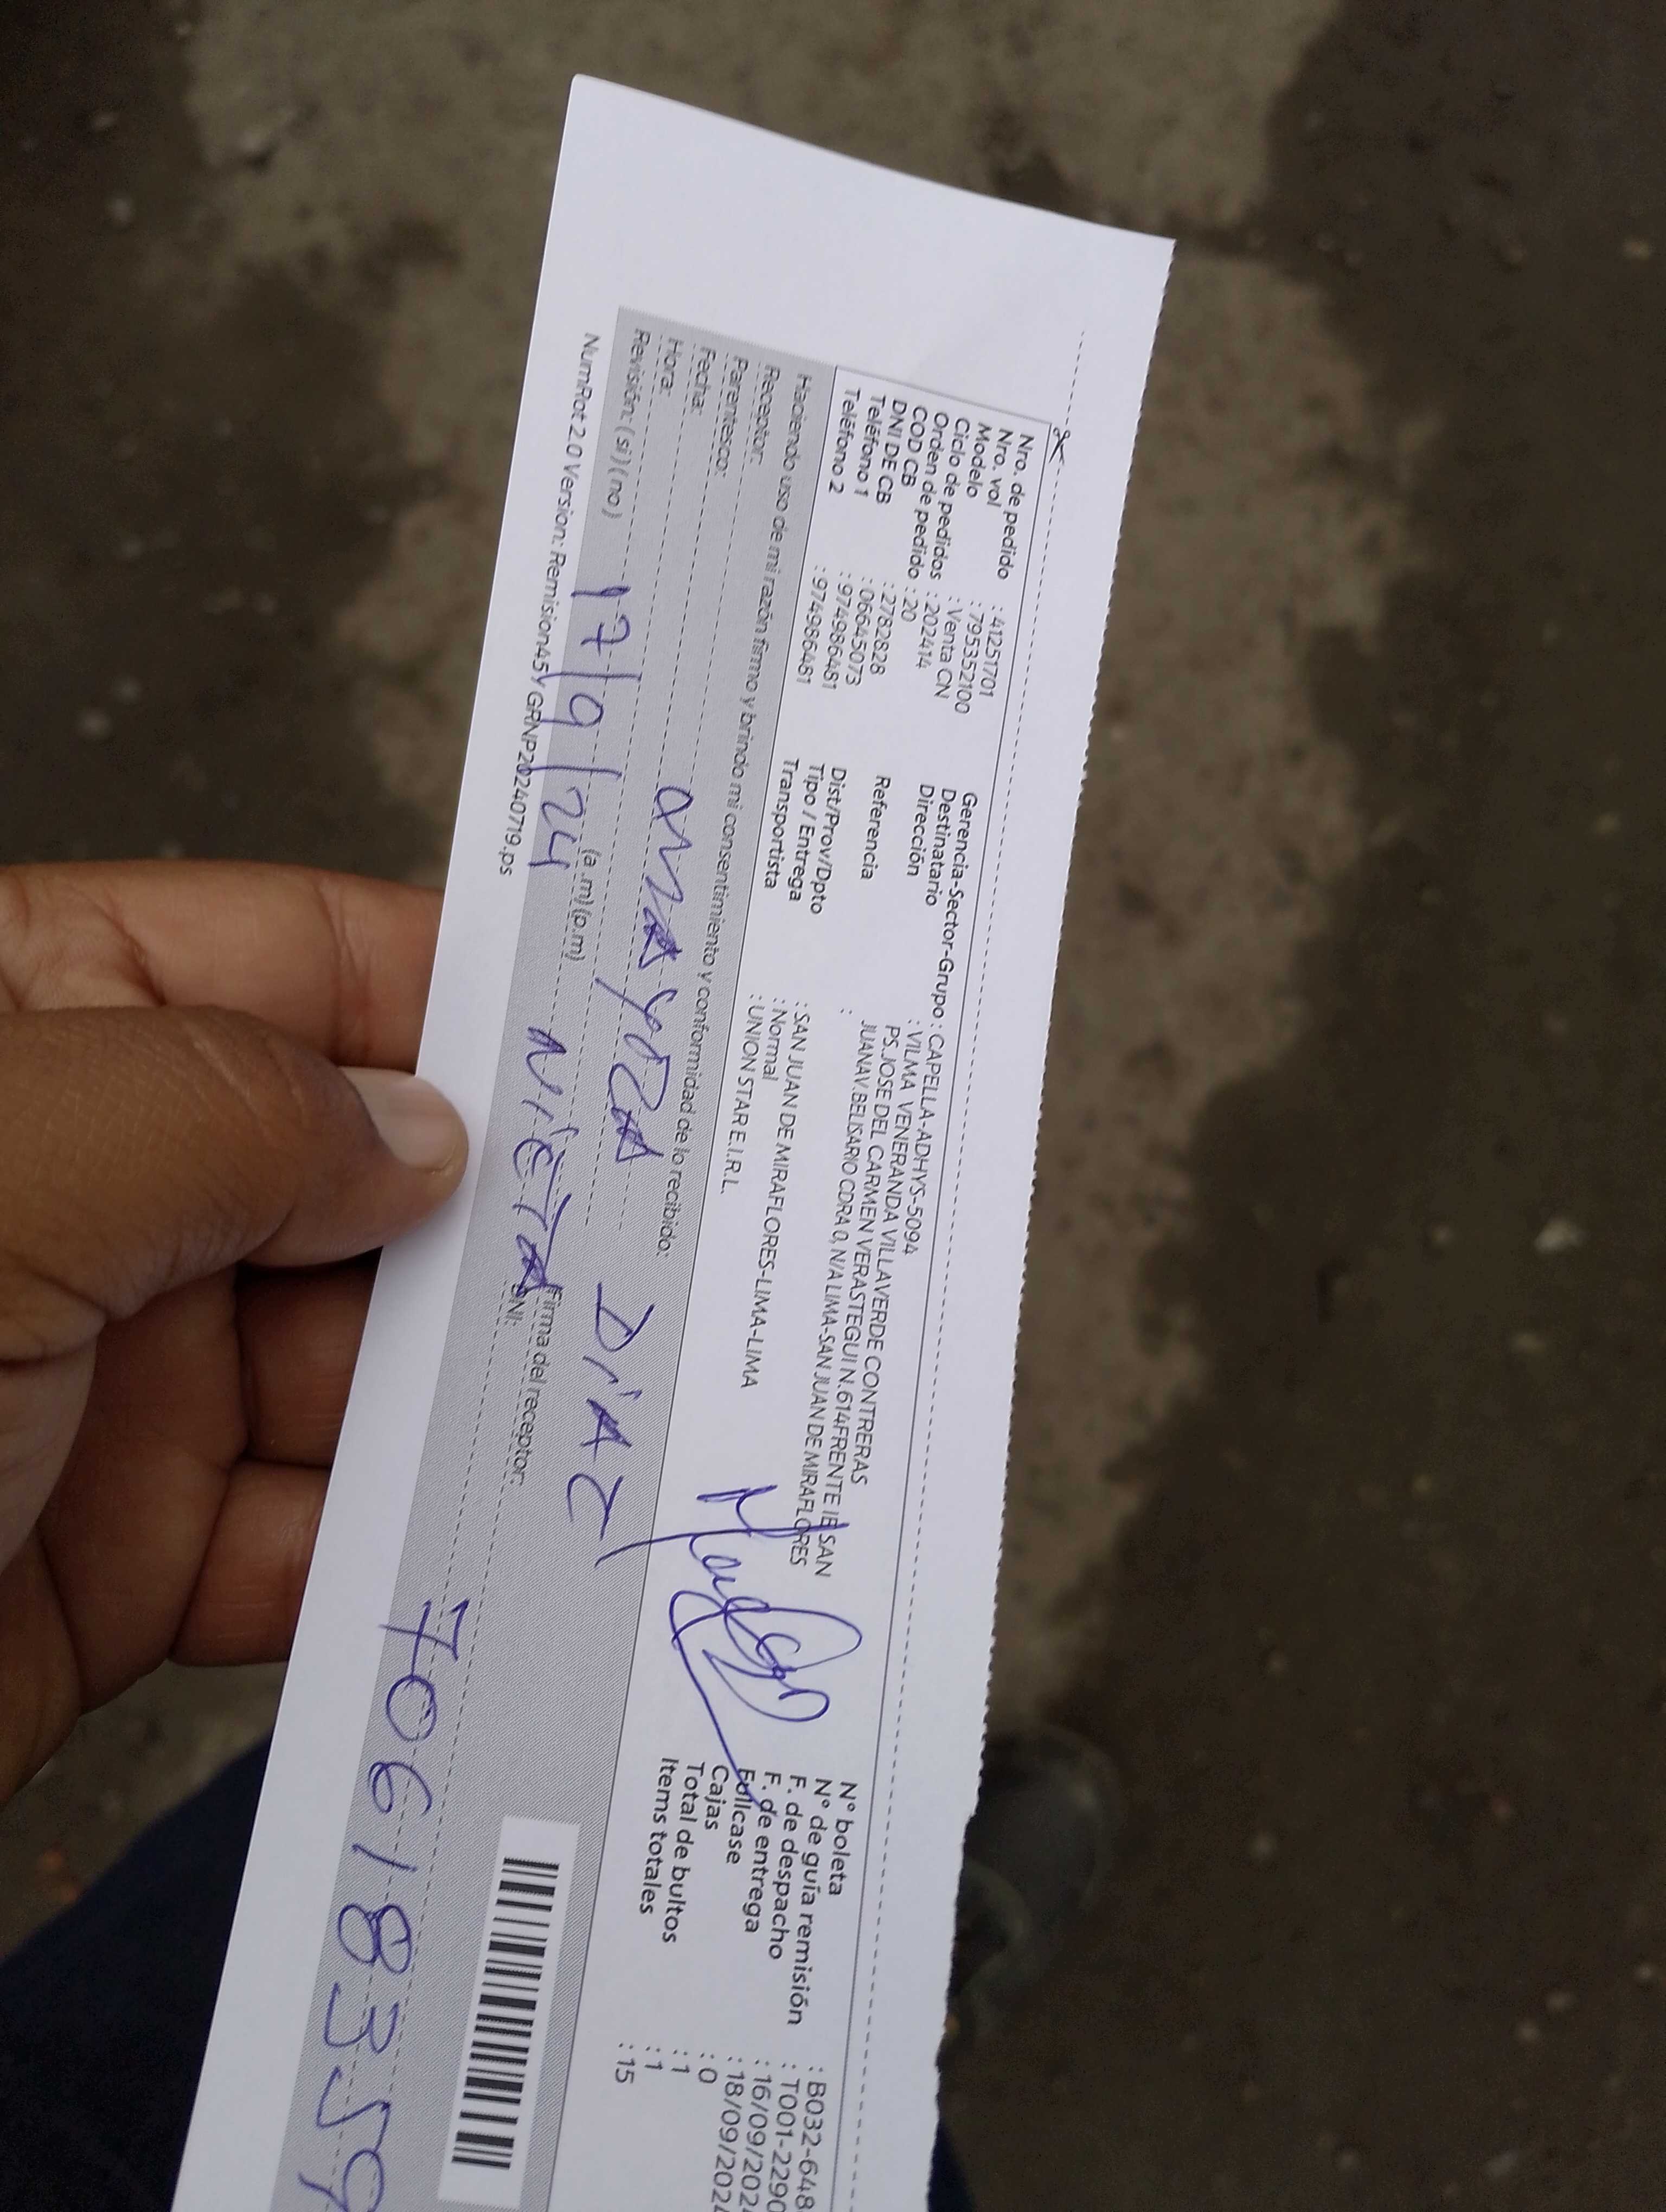 Nro. de pedido : 41251701
Nro. vol : 795352100
Modelo : Venta CN
Ciclo de pedidos : 202414
Orden de pedido : 20
COD CB : 2782828
DNI DE CB : 06645073
Teléfono 1 : 974986481
Teléfono 2 : 974986481
Gerencia-Sector-Grupo : CAPELLA-ADHYS-5094
Destinatario : VILMA VENERANDA VILLAVERDE CONTRERAS
Dirección PS.JOSE DEL CARMEN VERASTEGUI N.614FRENTE IE SAN
JUANAV.BELISARIO CDRA 0, N/A LIMA-SAN JUAN DE MIRAFLORES
Referencia :
Dist/Prov/Dpto : SAN JUAN DE MIRAFLORES-LIMA-LIMA
Tipo / Entrega : Normal
Transportista : UNION STAR E.I.R.L.
N° boleta : B032-648
N° de guía remisión : T001-2290
F. de despacho : 16/09/202
F. de entrega : 18/09/202
Fullcase : 0
Cajas : 1
Total de bultos : 1
Items totales : 15
Haciendo uso de mi razón firmo y brindo mi consentimiento y conformidad de lo recibido:
Receptor:
Parentesco:
Fecha:
Hora: (a.m) (p.m)
Revisión: ( si ) ( no )
Firma del receptor:
DNI:
DIAZ
17/9/24
NIETA
70618359
NumRot 2.0 Version: Remision45Y GRNP20240719.ps